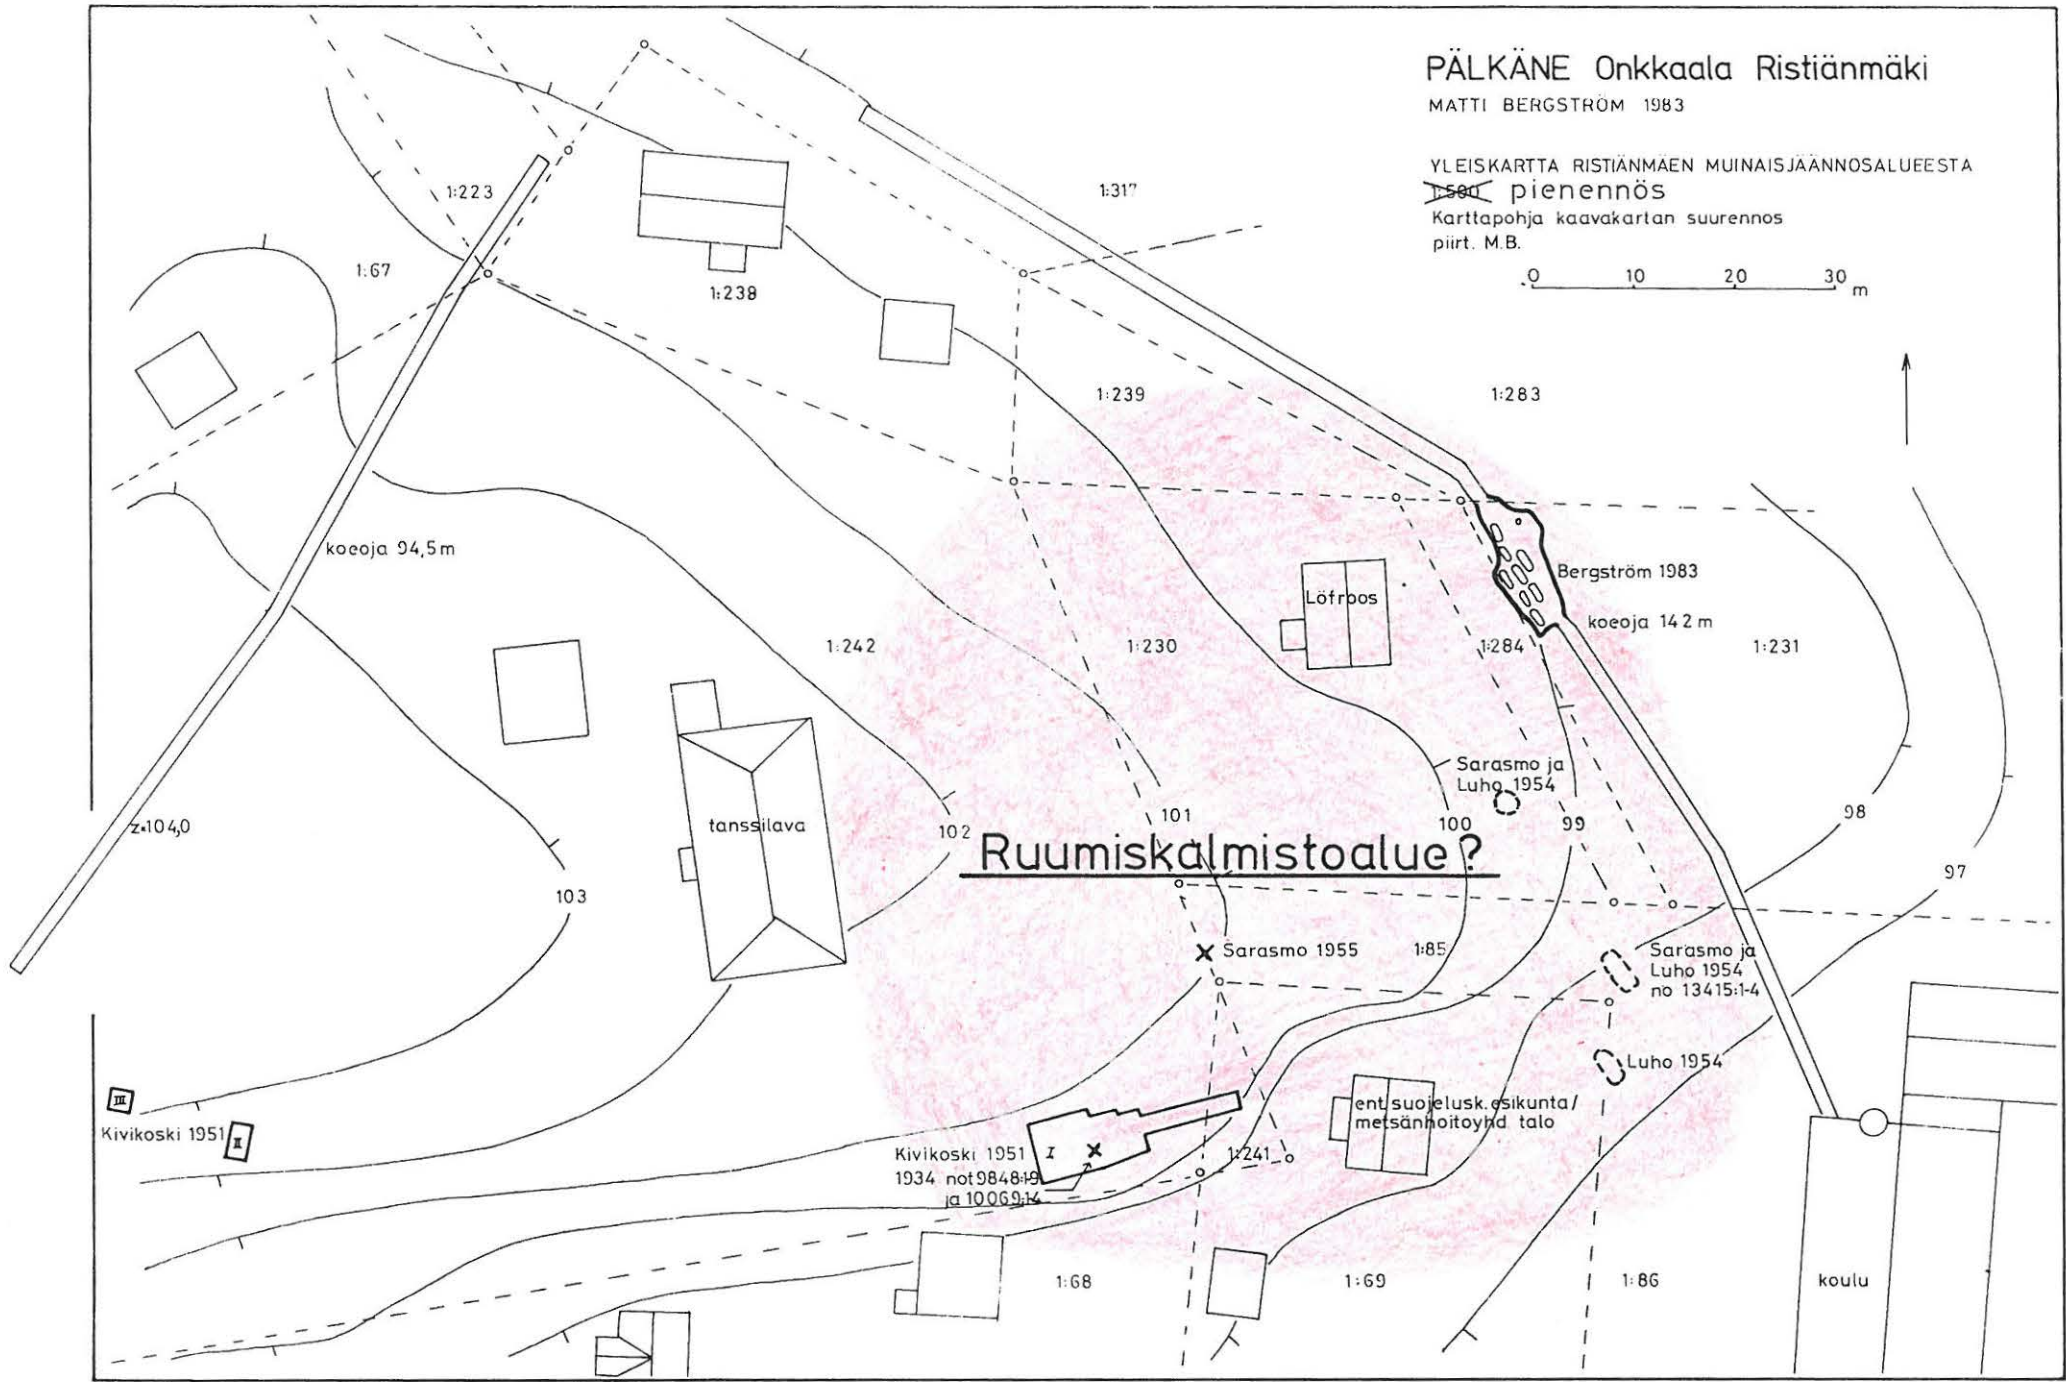 PÄLKÄNE Onkkaala Ristiänmäki
MATTI BERGSTRÖM 1983
YLEISKARTTA RISTIÄNMÄEN MUINAISJÄÄNNÖSALUEESTA
1:500 pienennös
Karttapohja kaavakartan suurennos
piirt. M.B.
0 10 20 30 m
1:223
1:317
1:67
1:238
1:239
1:283
koeoja 94,5m
Bergström 1983
Löfroos
koeoja 142 m
1:242
1:230
1:284
1:231
Sarasmo ja
Luho 1954
z=104,0
tanssilava
102
101
100
99
98
Ruumiskalmistoalue?
97
103
Sarasmo 1955
1:85
Sarasmo ja
Luho 1954
no 13415:1-4
Luho 1954
III
Kivikoski 1951
II
ent. suojelusk. esikunta/
metsänhoitoyhd. talo
Kivikoski 1951
I
1934 not 9848:19
ja 10069:14
1:241
1:68
1:69
1:86
koulu